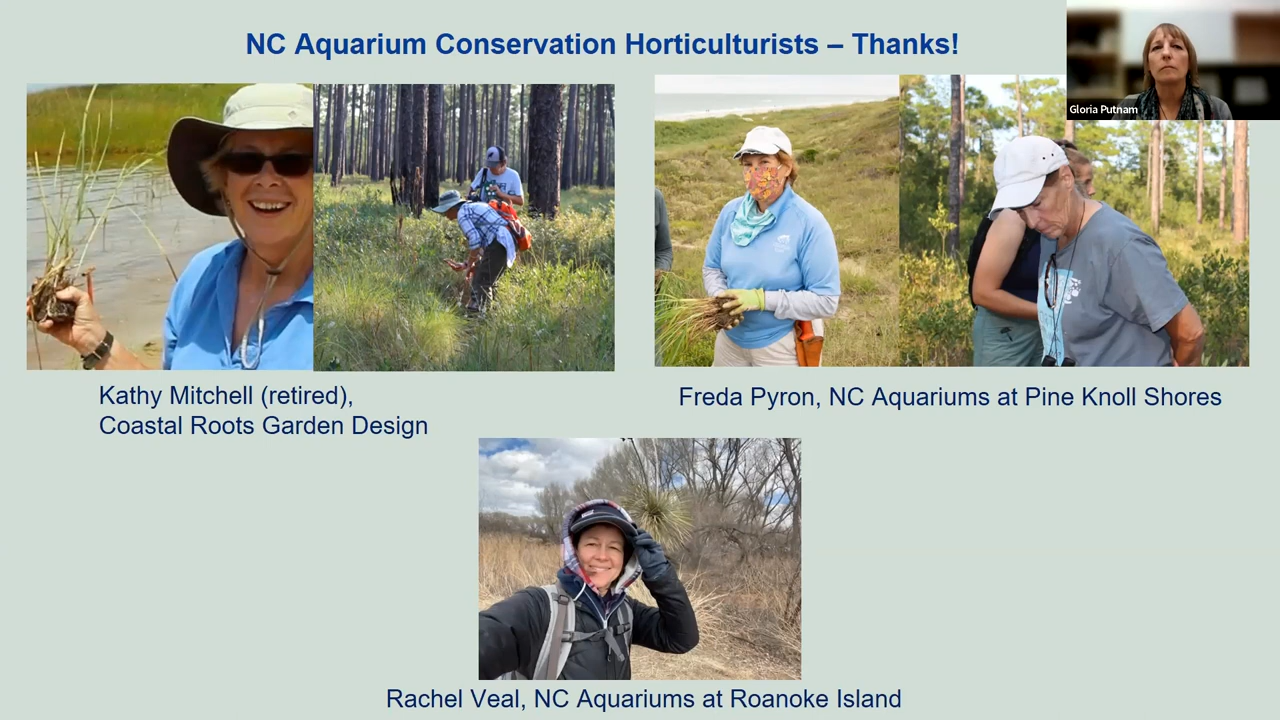 NC Aquarium Conservation Horticulturists – Thanks!
Gloria Putnam
Kathy Mitchell (retired),
Coastal Roots Garden Design
Freda Pyron, NC Aquariums at Pine Knoll Shores
Rachel Veal, NC Aquariums at Roanoke Island